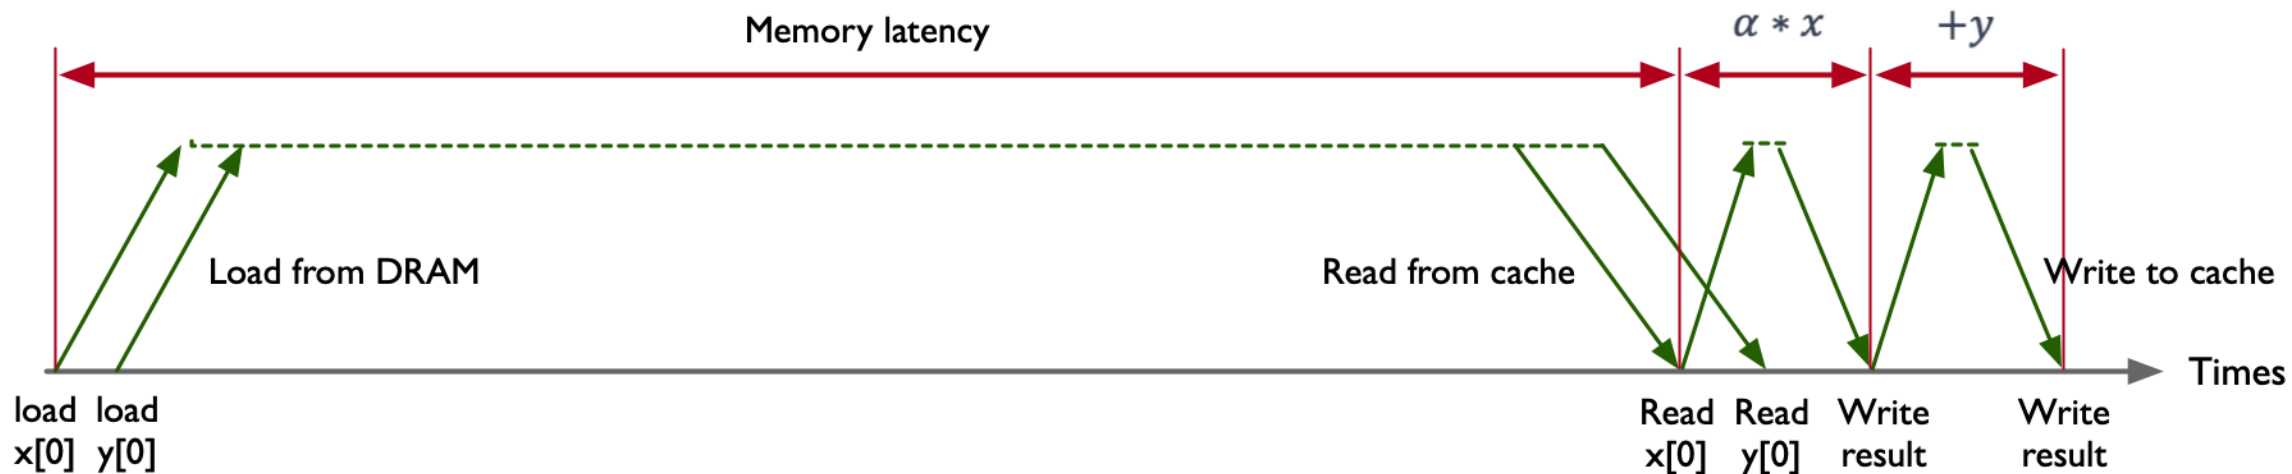 Memory latency
α * x
+y
Load from DRAM
Read from cache
Write to cache
Times
load
x[0]
load
y[0]
Read
x[0]
Read
y[0]
Write
result
Write
result